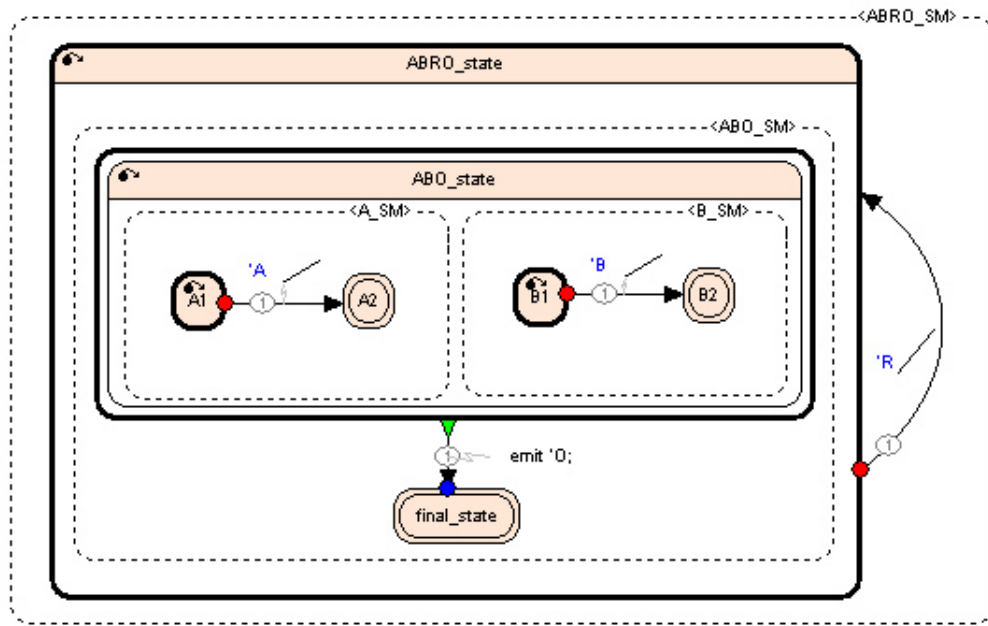 <ABRO_SM>
ABRO_state
<ABO_SM>
ABO_state
<A_SM>
<B_SM>
'A
'B
A1
1
A2
B1
1
B2
'R
1
1
emit 'O;
final_state